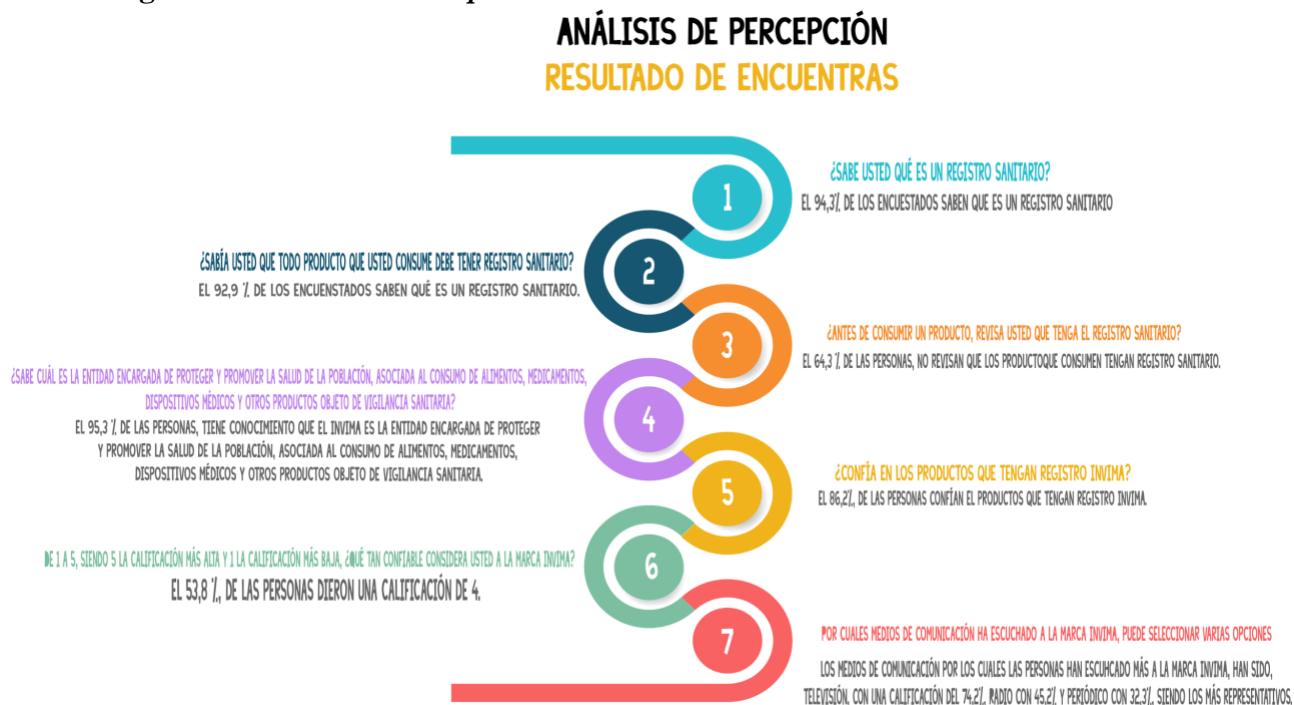 ANÁLISIS DE PERCEPCIÓN
RESULTADO DE ENCUENTRAS
1
¿SABE USTED QUÉ ES UN REGISTRO SANITARIO?
EL 94,3% DE LOS ENCUESTADOS SABEN QUE ES UN REGISTRO SANITARIO
2
¿SABÍA USTED QUE TODO PRODUCTO QUE USTED CONSUME DEBE TENER REGISTRO SANITARIO?
EL 92,9 % DE LOS ENCUENSTADOS SABEN QUÉ ES UN REGISTRO SANITARIO.
3
¿ANTES DE CONSUMIR UN PRODUCTO, REVISA USTED QUE TENGA EL REGISTRO SANITARIO?
EL 64,3 % DE LAS PERSONAS, NO REVISAN QUE LOS PRODUCTOQUE CONSUMEN TENGAN REGISTRO SANITARIO.
4
¿SABE CUÁL ES LA ENTIDAD ENCARGADA DE PROTEGER Y PROMOVER LA SALUD DE LA POBLACIÓN, ASOCIADA AL CONSUMO DE ALIMENTOS, MEDICAMENTOS,
DISPOSITIVOS MÉDICOS Y OTROS PRODUCTOS OBJETO DE VIGILANCIA SANITARIA?
EL 95,3 % DE LAS PERSONAS, TIENE CONOCIMIENTO QUE EL INVIMA ES LA ENTIDAD ENCARGADA DE PROTEGER
Y PROMOVER LA SALUD DE LA POBLACIÓN, ASOCIADA AL CONSUMO DE ALIMENTOS, MEDICAMENTOS,
DISPOSITIVOS MÉDICOS Y OTROS PRODUCTOS OBJETO DE VIGILANCIA SANITARIA.
5
¿CONFÍA EN LOS PRODUCTOS QUE TENGAN REGISTRO INVIMA?
EL 86,2%, DE LAS PERSONAS CONFÍAN EL PRODUCTOS QUE TENGAN REGISTRO INVIMA.
6
DE 1 A 5, SIENDO 5 LA CALIFICACIÓN MÁS ALTA Y 1 LA CALIFICACIÓN MÁS BAJA, ¿QUÉ TAN CONFIABLE CONSIDERA USTED A LA MARCA INVIMA?
EL 53,8 %, DE LAS PERSONAS DIERON UNA CALIFICACIÓN DE 4.
7
POR CUALES MEDIOS DE COMUNICACIÓN HA ESCUCHADO A LA MARCA INVIMA, PUEDE SELECCIONAR VARIAS OPCIONES
LOS MEDIOS DE COMUNICACIÓN POR LOS CUALES LAS PERSONAS HAN ESCUHCADO MÁS A LA MARCA INVIMA, HAN SIDO,
TELEVISIÓN, CON UNA CALIFICACIÓN DEL 74,2%, RADIO CON 45,2% Y PERIÓDICO CON 32,3%, SIENDO LOS MÁS REPRESENTATIVOS.